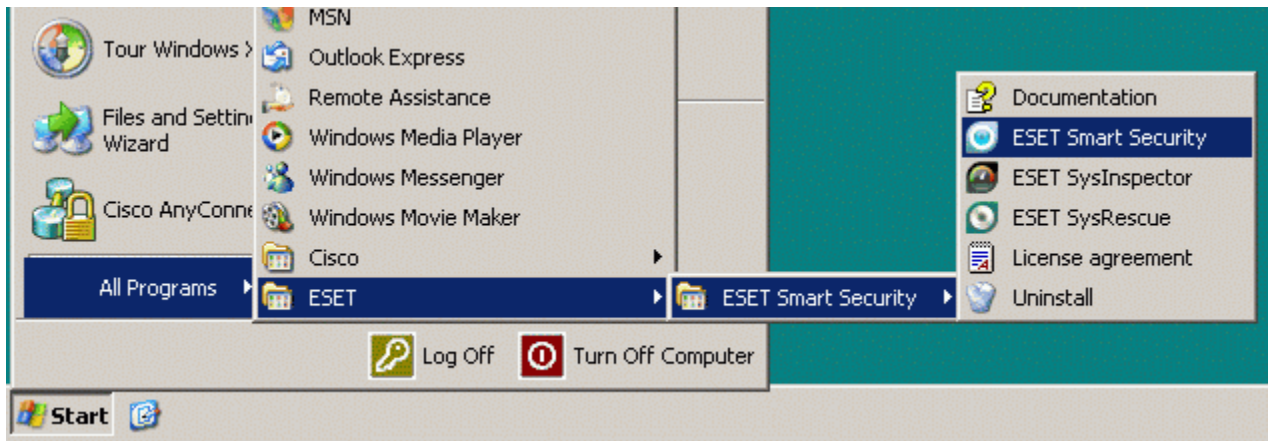 Tour Windows
Files and Settin
Wizard
Cisco AnyConne
All Programs
MSN
Outlook Express
Remote Assistance
Windows Media Player
Windows Messenger
Windows Movie Maker
Cisco
ESET
ESET Smart Security
Documentation
ESET Smart Security
ESET SysInspector
ESET SysRescue
License agreement
Uninstall
Log Off
Turn Off Computer
Start